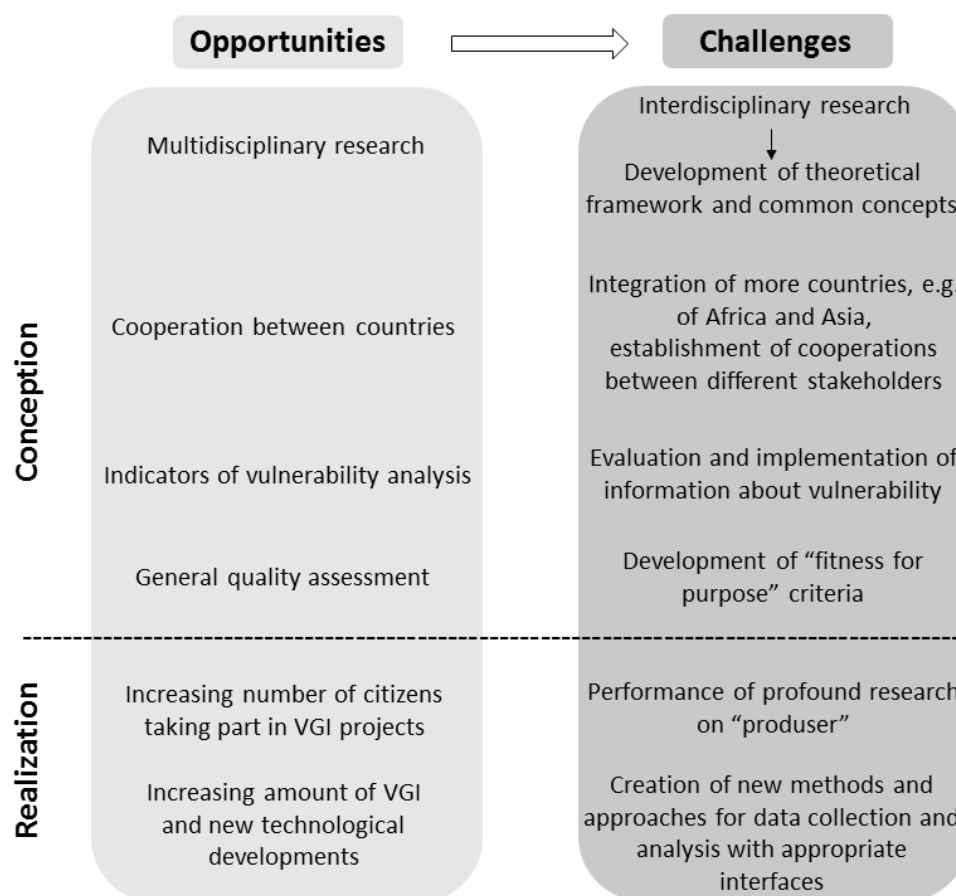 Opportunities
Challenges
Conception
Multidisciplinary research
Interdisciplinary research
Development of theoretical
framework and common concepts
Cooperation between countries
Integration of more countries, e.g.
of Africa and Asia,
establishment of cooperations
between different stakeholders
Indicators of vulnerability analysis
Evaluation and implementation of
information about vulnerability
General quality assessment
Development of “fitness for
purpose” criteria
Realization
Increasing number of citizens
taking part in VGI projects
Performance of profound research
on “produser”
Increasing amount of VGI
and new technological
developments
Creation of new methods and
approaches for data collection and
analysis with appropriate
interfaces